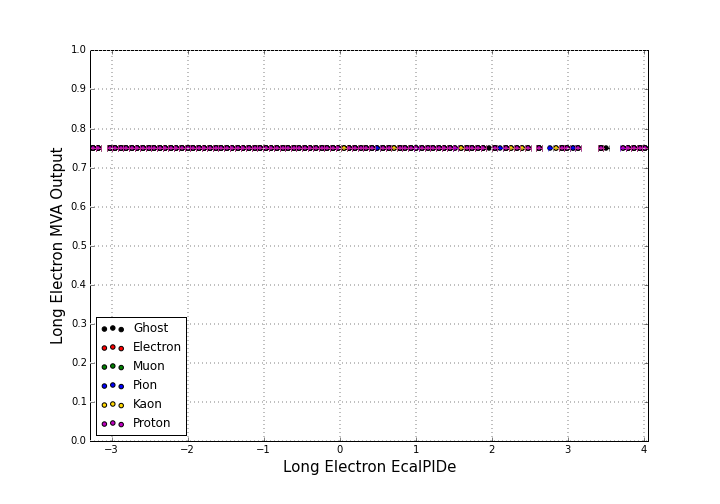 1.0
0.9
0.8
0.7
0.6
0.5
0.4
0.3
0.2
0.1
0.0
Long Electron MVA Output
Ghost
Electron
Muon
Pion
Kaon
Proton
−3 −2 −1 0 1 2 3 4
Long Electron EcalPIDe